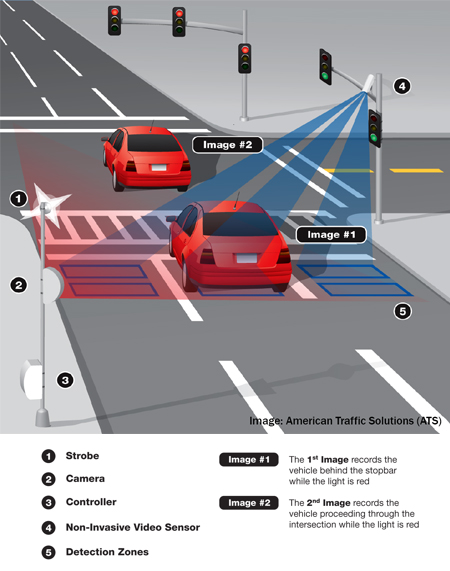 4
Image #2
1
Image #1
2
5
3
Image: American Traffic Solutions (ATS)
1 Strobe
2 Camera
3 Controller
4 Non-Invasive Video Sensor
5 Detection Zones
Image #1
The 1st Image records the
vehicle behind the stopbar
while the light is red
Image #2
The 2nd Image records the
vehicle proceeding through the
intersection while the light is red